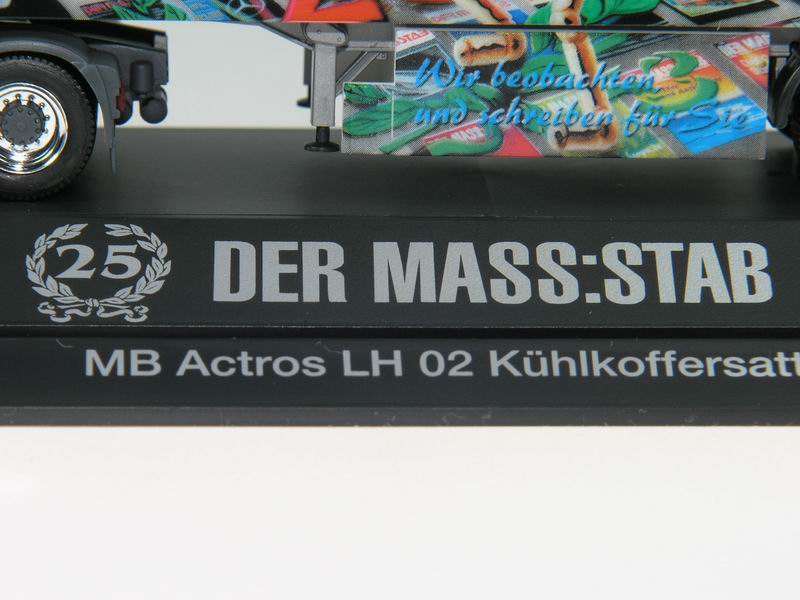 Wir beobachten
und schreiben für Sie
25
DER MASS:STAB
MB Actros LH 02 Kühlkoffersatt